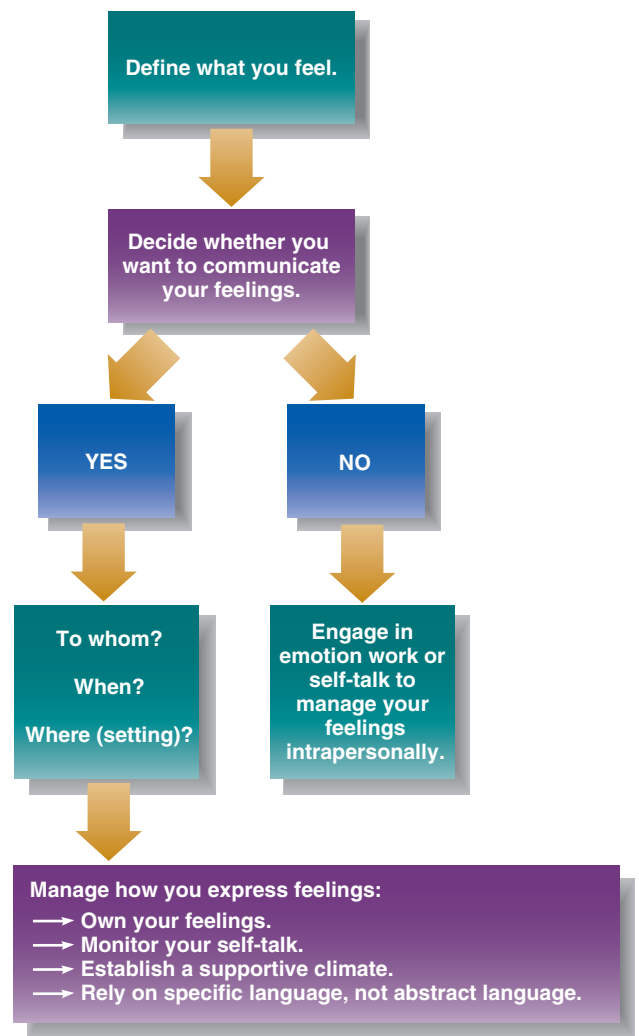 Define what you feel.
Decide whether you
want to communicate
your feelings.
YES
NO
To whom?
When?
Where (setting)?
Engage in
emotion work or
self-talk to
manage your
feelings
intrapersonally.
Manage how you express feelings:
Own your feelings.
Monitor your self-talk.
Establish a supportive climate.
Rely on specific language, not abstract language.